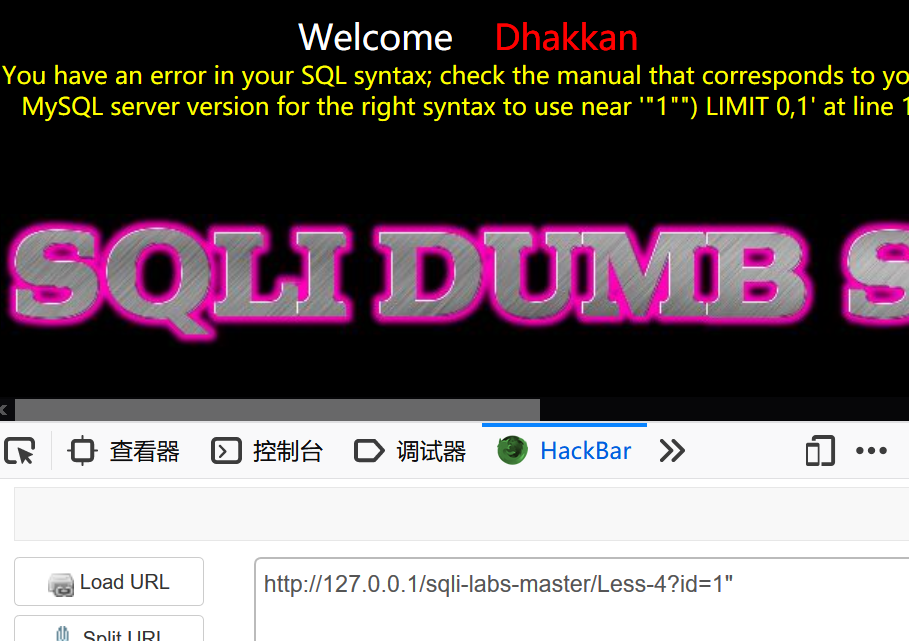 Welcome Dhakkan
You have an error in your SQL syntax; check the manual that corresponds to yo
MySQL server version for the right syntax to use near '"1"") LIMIT 0,1' at line 1
SQLI DUMB S
查看器 控制台 调试器 HackBar
Load URL
http://127.0.0.1/sqli-labs-master/Less-4?id=1"
Split URL